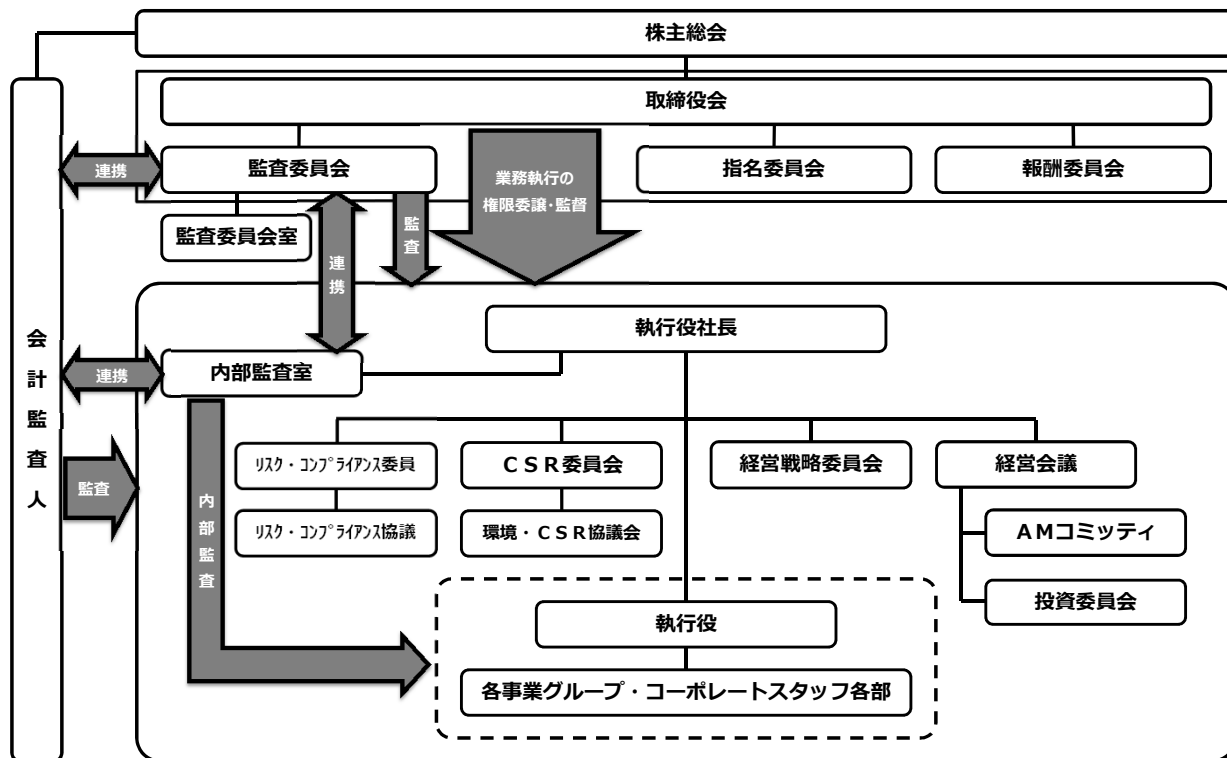 株主総会
取締役会
監査委員会
指名委員会
報酬委員会
連携
業務執行の
権限委譲・監督
監査委員会室
監査
連携
会計監査人
執行役社長
内部監査室
連携
ﾘｽｸ・ｺﾝﾌﾟﾗｲｱﾝｽ委員
CSR委員会
経営戦略委員会
経営会議
監査
内部監査
ﾘｽｸ・ｺﾝﾌﾟﾗｲｱﾝｽ協議
環境・CSR協議会
AMコミッティ
投資委員会
執行役
各事業グループ・コーポレートスタッフ各部